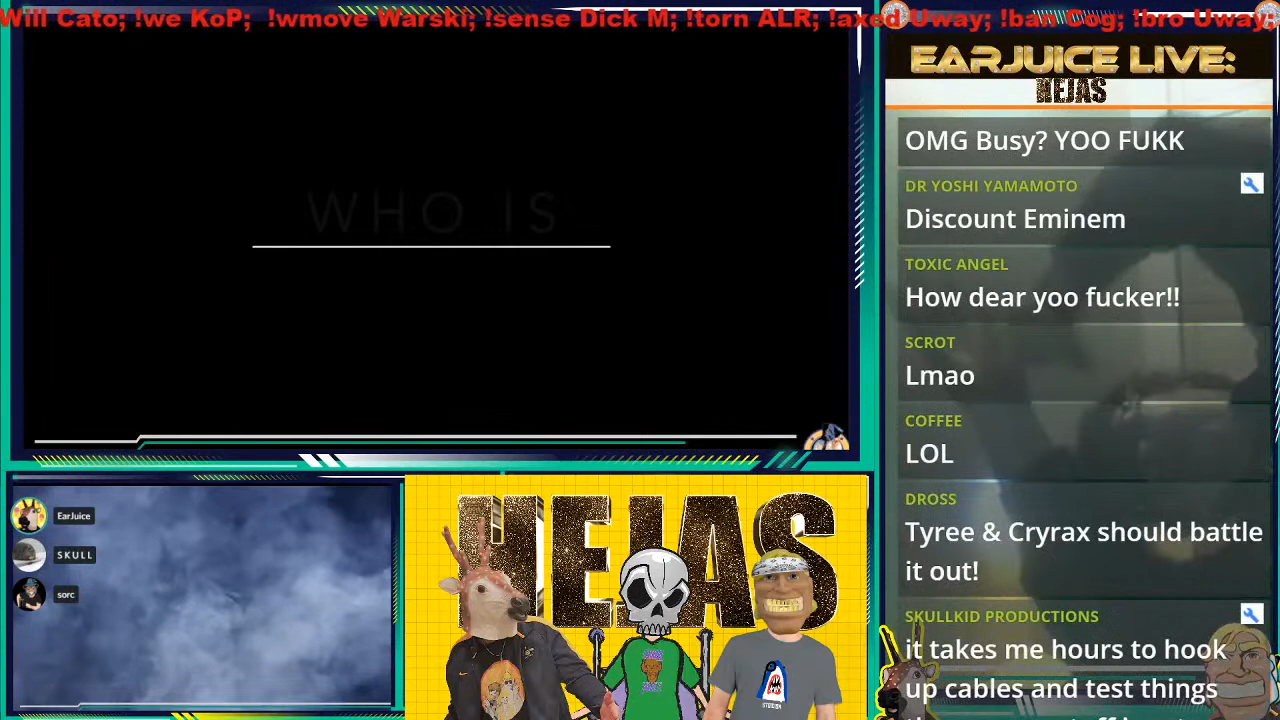 Will Cato; !we KoP, !wmove Warski; !sense Dick M; !torn ALR; !axed Uway; !ban Cog; !bro Uway;
WHO IS
EARJUICE LIVE:
HEJAS
OMG Busy? YOO FUKK
DR YOSHI YAMAMOTO
Discount Eminem
TOXIC ANGEL
How dear yoo fucker!!
SCROT
Lmao
COFFEE
LOL
DROSS
Tyree & Cryrax should battle
it out!
SKULLKID PRODUCTIONS
it takes me hours to hook
up cables and test things
EarJuice
SKULL
sorc
HEJAS